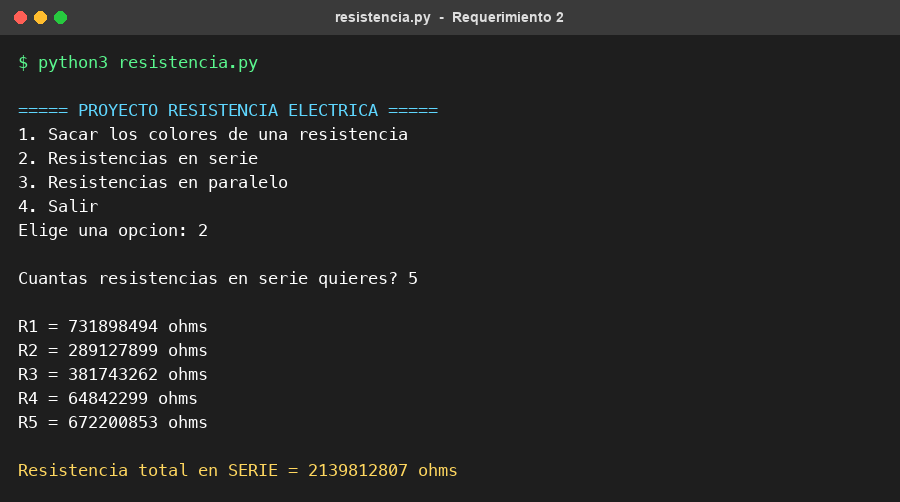 resistencia.py - Requerimiento 2
$ python3 resistencia.py
===== PROYECTO RESISTENCIA ELECTRICA =====
1. Sacar los colores de una resistencia
2. Resistencias en serie
3. Resistencias en paralelo
4. Salir
Elige una opcion: 2
Cuantas resistencias en serie quieres? 5
R1 = 731898494 ohms
R2 = 289127899 ohms
R3 = 381743262 ohms
R4 = 64842299 ohms
R5 = 672200853 ohms
Resistencia total en SERIE = 2139812807 ohms